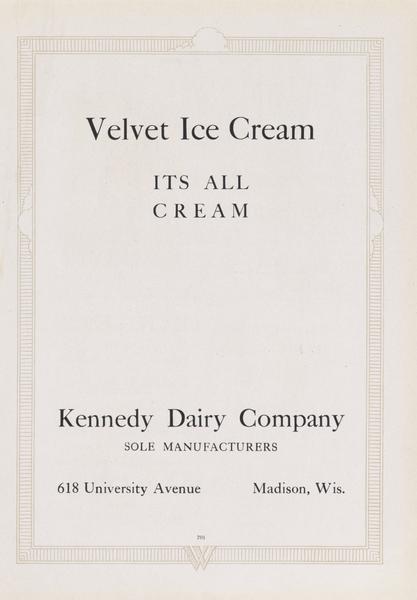 Velvet Ice Cream
ITS ALL
CREAM
Kennedy Dairy Company
SOLE MANUFACTURERS
618 University Avenue Madison, Wis.
W